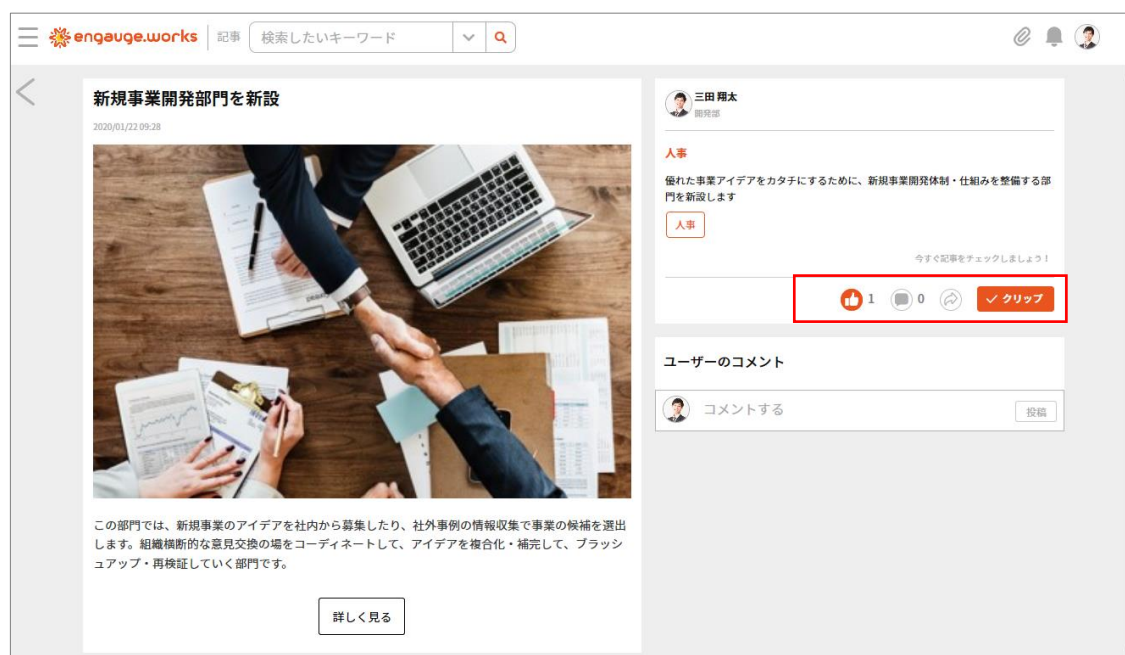 engauge.works
記事
検索したいキーワード
新規事業開発部門を新設
2020/01/22 09:28
この部門では、新規事業のアイデアを社内から募集したり、社外事例の情報収集で事業の候補を選出
します。組織横断的な意見交換の場をコーディネートして、アイデアを複合化・補完して、ブラッシ
ュアップ・再検証していく部門です。
詳しく見る
三田 翔太
開発部
人事
優れた事業アイデアをカタチにするために、新規事業開発体制・仕組みを整備する部
門を新設します
人事
今すぐ記事をチェックしましょう!
1 0 クリップ
ユーザーのコメント
コメントする
投稿